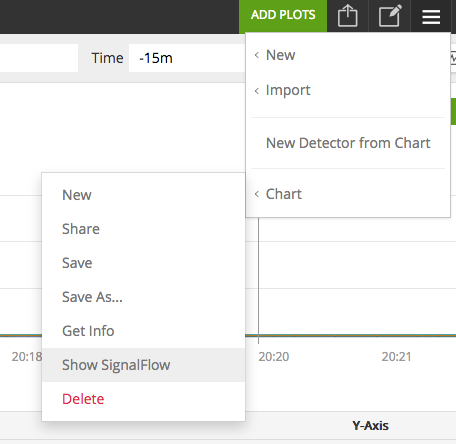 ADD PLOTS
Time -15m
‹ New
‹ Import
New Detector from Chart
‹ Chart
New
Share
Save
Save As...
Get Info
Show SignalFlow
Delete
20:18 20:20 20:21
Y-Axis